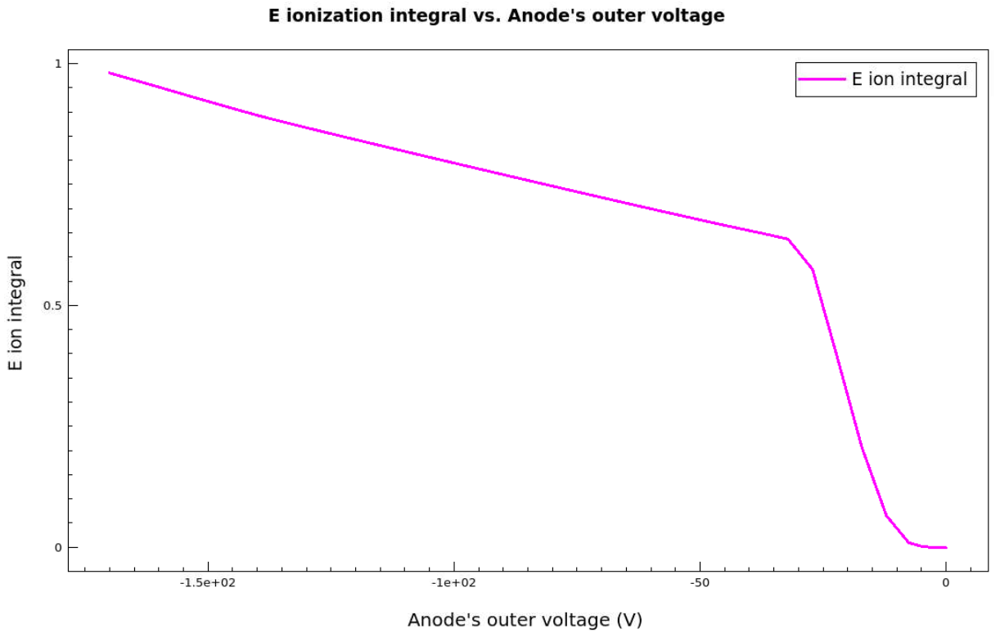 E ionization integral vs. Anode's outer voltage
E ion integral
1
0.5
0
E ion integral
-1.5e+02
-1e+02
-50
0
Anode's outer voltage (V)